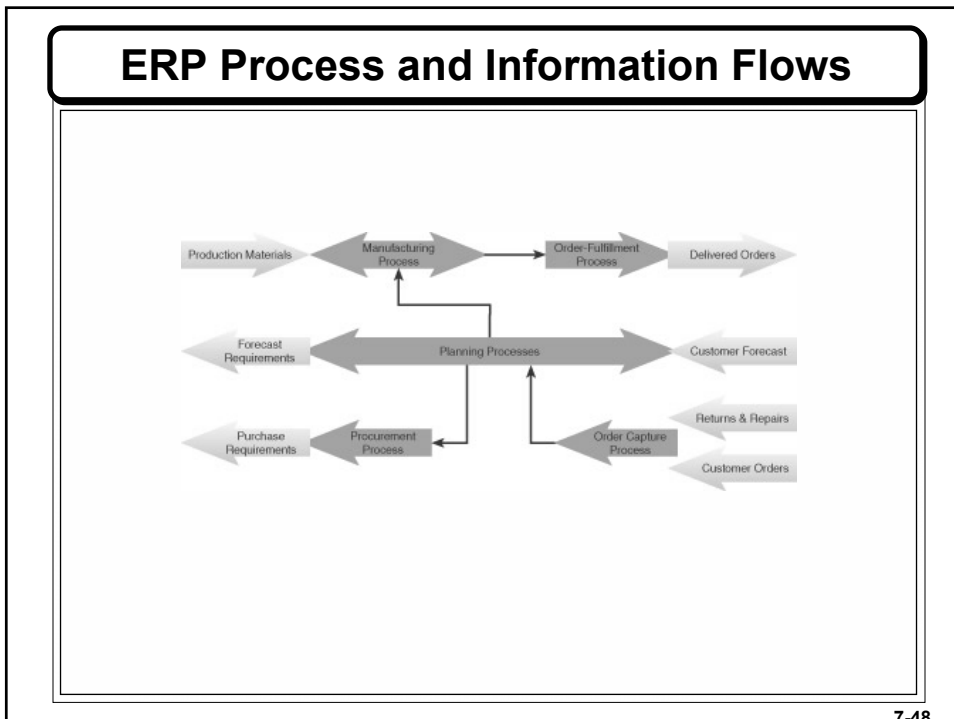 ERP Process and Information Flows
Production Materials
Manufacturing
Process
Order-Fulfillment
Process
Delivered Orders
Forecast
Requirements
Planning Processes
Customer Forecast
Returns & Repairs
Purchase
Requirements
Procurement
Process
Order Capture
Process
Customer Orders
7-48